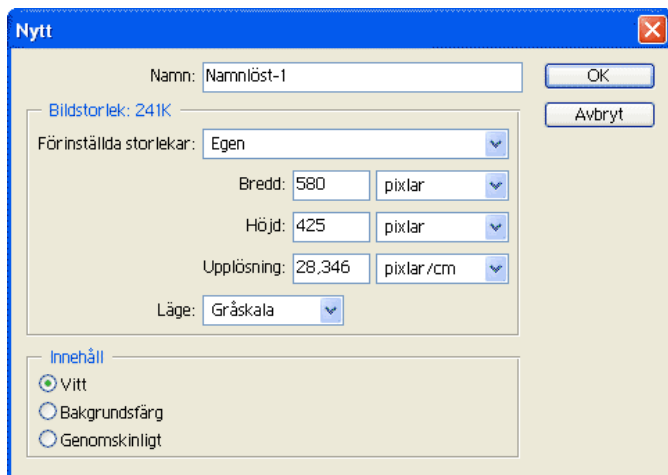 Nytt
Namn: Namnlöst-1
OK
Bildstorlek: 241K
Avbryt
Förinställda storlekar: Egen
Bredd: 580 pixlar
Höjd: 425 pixlar
Upplösning: 28,346 pixlar/cm
Läge: Gråskala
Innehåll
Vitt
Bakgrundsfärg
Genomskinligt